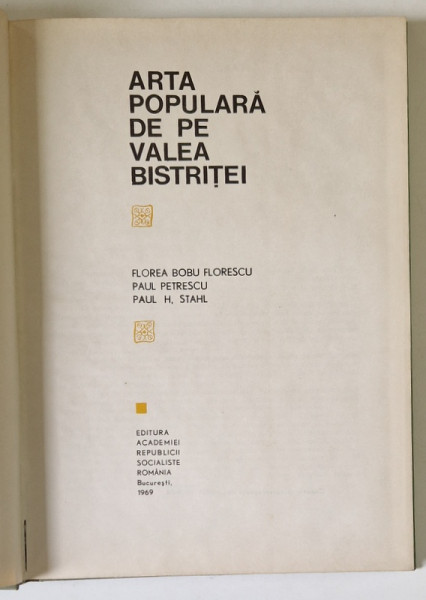 ARTA
POPULARĂ
DE PE
VALEA
BISTRIȚEI
FLOREA BOBU FLORESCU
PAUL PETRESCU
PAUL H, STAHL
EDITURA
ACADEMIEI
REPUBLICII
SOCIALISTE
ROMÂNIA
București,
1969